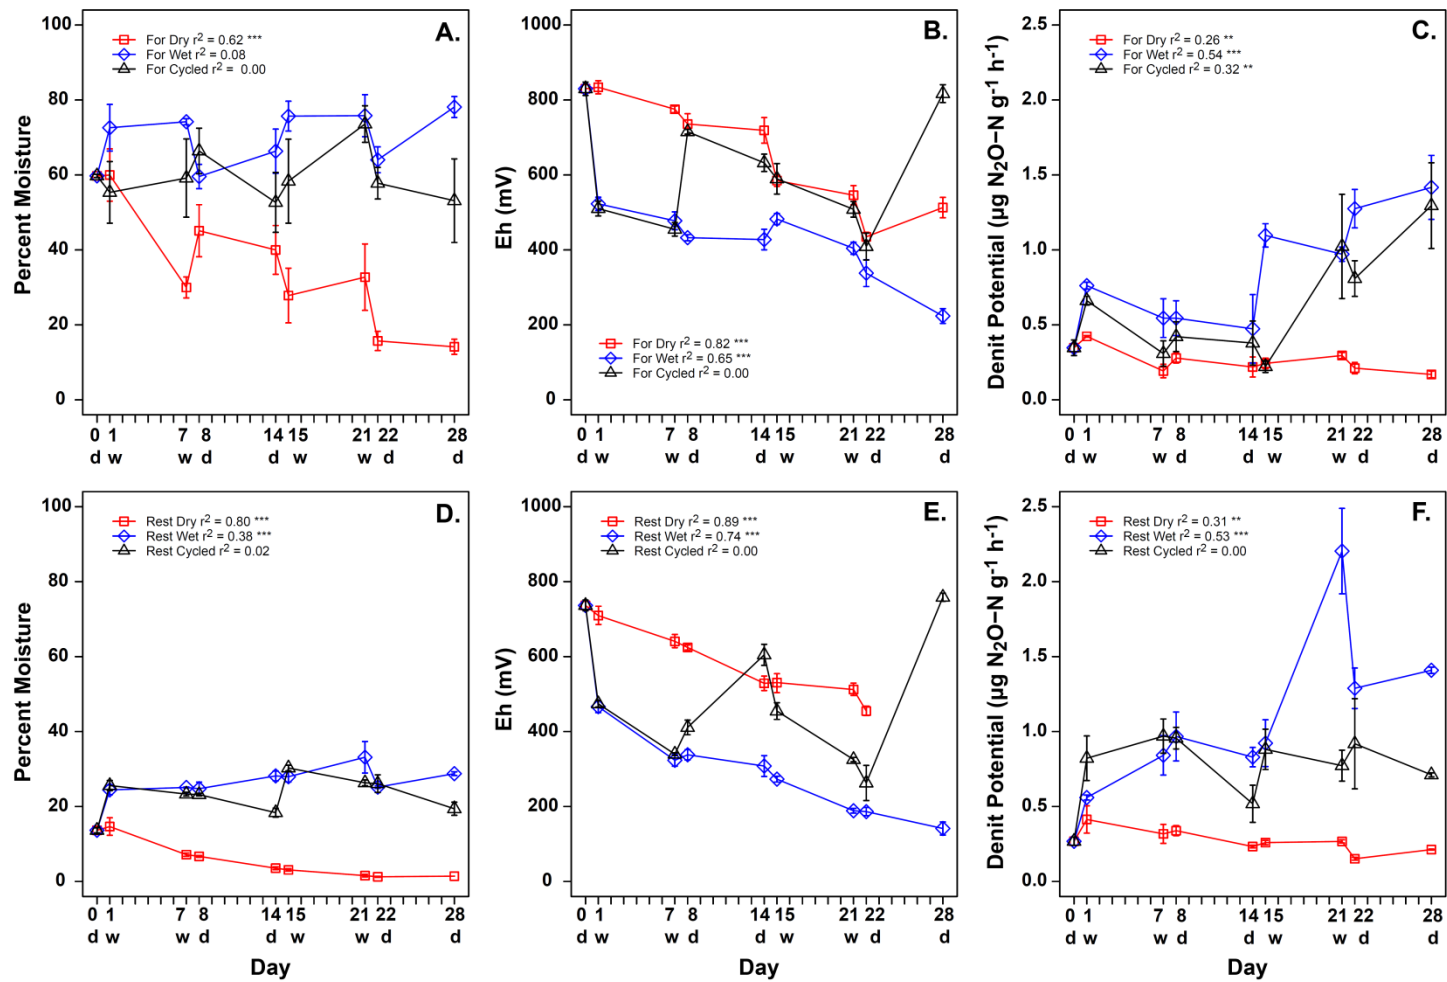 A.
For Dry r² = 0.62 ***
For Wet r² = 0.08
For Cycled r² = 0.00
Percent Moisture
100
80
60
40
20
0
0 1 7 8 14 15 21 22 28
d w w d d w w d d
B.
For Dry r² = 0.82 ***
For Wet r² = 0.65 ***
For Cycled r² = 0.00
Eh (mV)
1000
800
600
400
200
0
0 1 7 8 14 15 21 22 28
d w w d d w w d d
C.
For Dry r² = 0.26 **
For Wet r² = 0.54 ***
For Cycled r² = 0.32 **
Denit Potential (µg N₂O−N g⁻¹ h⁻¹)
2.5
2.0
1.5
1.0
0.5
0.0
0 1 7 8 14 15 21 22 28
d w w d d w w d d
D.
Rest Dry r² = 0.80 ***
Rest Wet r² = 0.38 ***
Rest Cycled r² = 0.02
Percent Moisture
100
80
60
40
20
0
0 1 7 8 14 15 21 22 28
d w w d d w w d d
Day
E.
Rest Dry r² = 0.89 ***
Rest Wet r² = 0.74 ***
Rest Cycled r² = 0.00
Eh (mV)
1000
800
600
400
200
0
0 1 7 8 14 15 21 22 28
d w w d d w w d d
Day
F.
Rest Dry r² = 0.31 **
Rest Wet r² = 0.53 ***
Rest Cycled r² = 0.00
Denit Potential (µg N₂O−N g⁻¹ h⁻¹)
2.5
2.0
1.5
1.0
0.5
0.0
0 1 7 8 14 15 21 22 28
d w w d d w w d d
Day